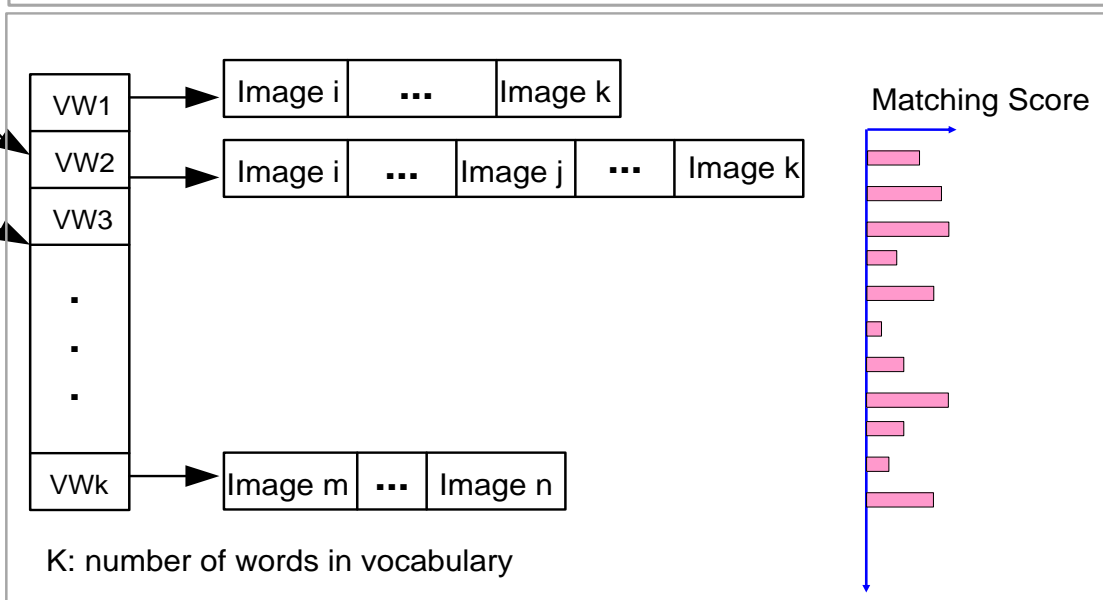 VW1
Image i ... Image k
VW2
Image i ... Image j ... Image k
VW3
.
.
.
VWk
Image m ... Image n
K: number of words in vocabulary
Matching Score